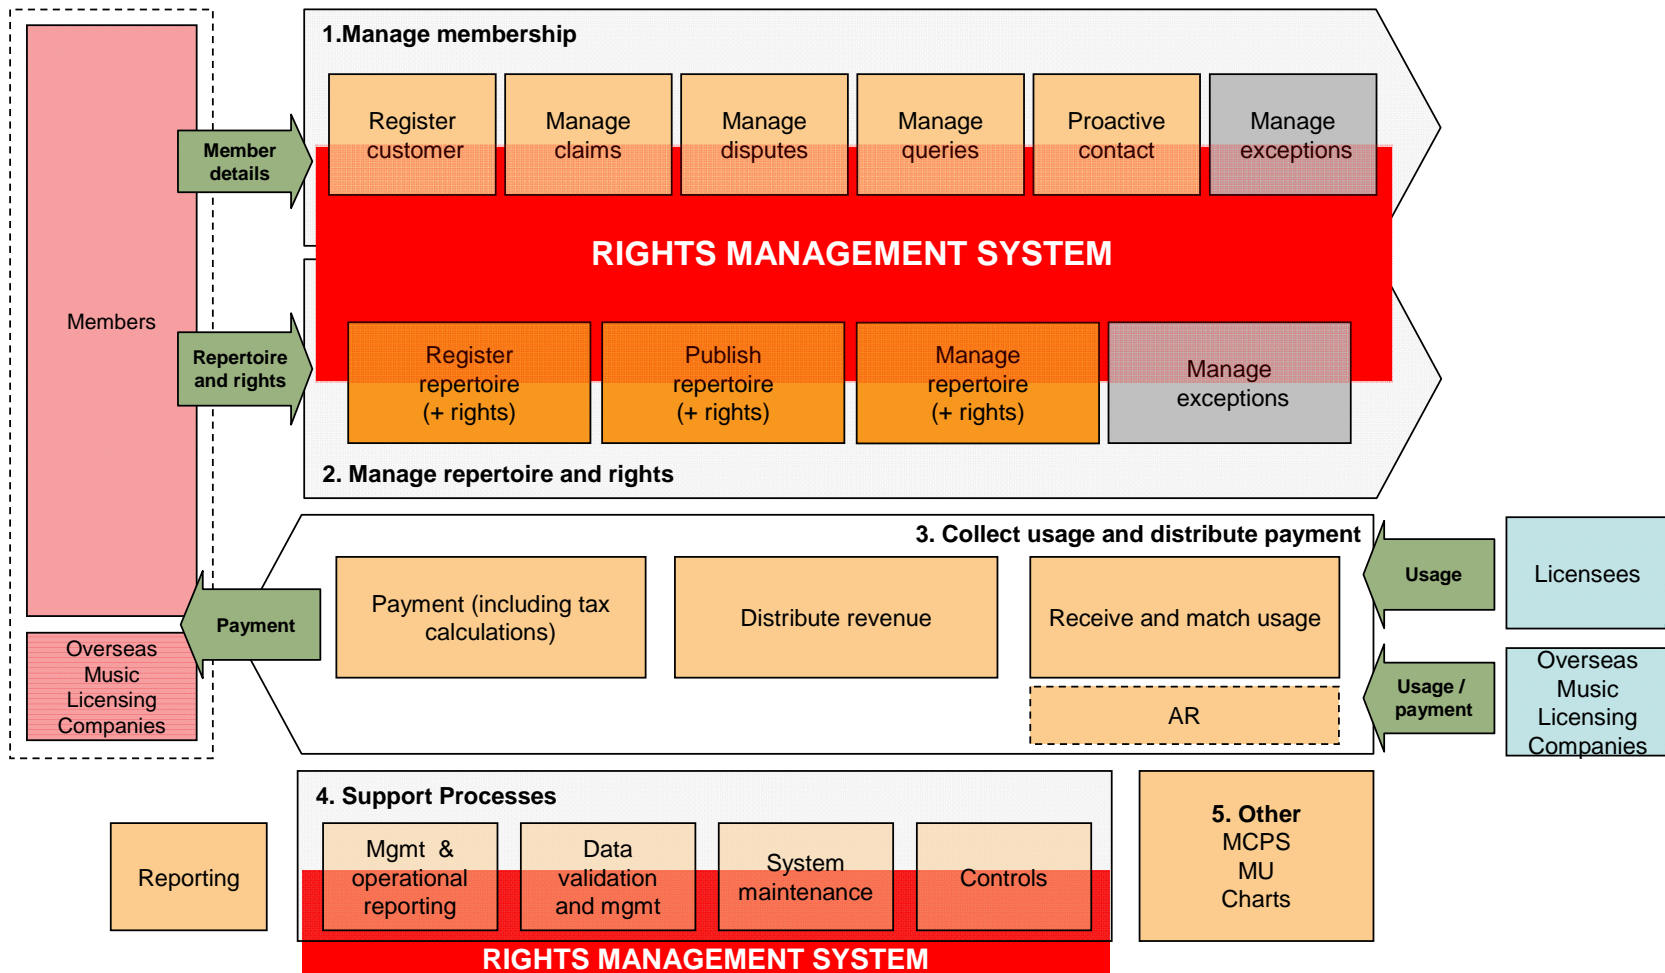 1.Manage membership
Register
customer
Manage
claims
Manage
disputes
Manage
queries
Proactive
contact
Manage
exceptions
Member
details
RIGHTS MANAGEMENT SYSTEM
Members
Repertoire
and rights
Register
repertoire
(+ rights)
Publish
repertoire
(+ rights)
Manage
repertoire
(+ rights)
Manage
exceptions
2. Manage repertoire and rights
3. Collect usage and distribute payment
Payment
Payment (including tax
calculations)
Distribute revenue
Receive and match usage
AR
Usage
Licensees
Usage /
payment
Overseas
Music
Licensing
Companies
Overseas
Music
Licensing
Companies
4. Support Processes
Reporting
Mgmt  &
operational
reporting
Data
validation
and mgmt
System
maintenance
Controls
RIGHTS MANAGEMENT SYSTEM
5. Other
MCPS
MU
Charts